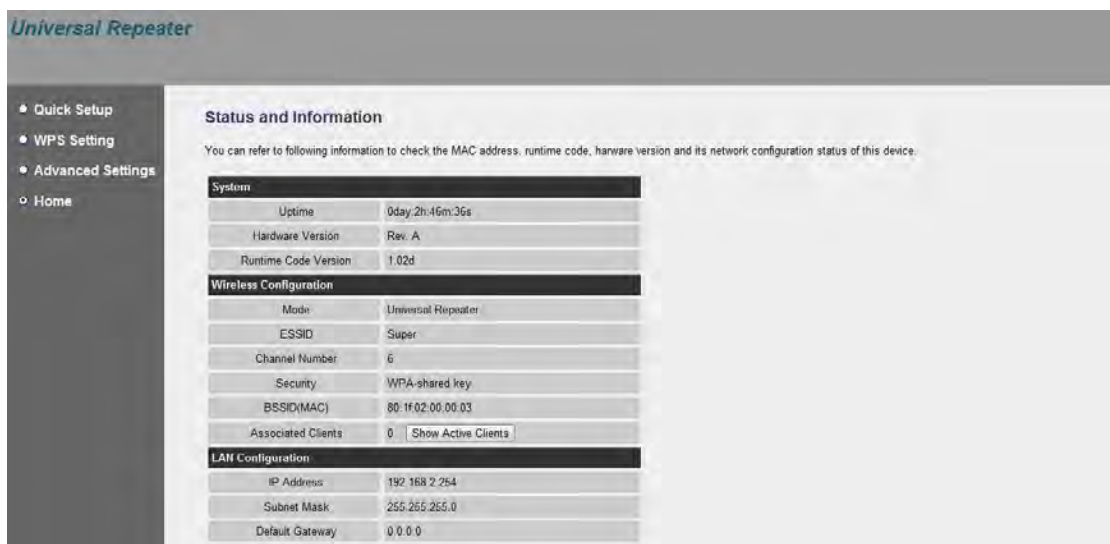 Universal Repeater
Quick Setup
WPS Setting
Advanced Settings
Home
Status and Information
You can refer to following information to check the MAC address, runtime code, harware version and its network configuration status of this device.
System
Uptime 0day:2h:46m:36s
Hardware Version Rev. A
Runtime Code Version 1.02d
Wireless Configuration
Mode Universal Repeater
ESSID Super
Channel Number 6
Security WPA-shared key
BSSID(MAC) 80:1f:02:00:00:03
Associated Clients 0 Show Active Clients
LAN Configuration
IP Address 192.168.2.254
Subnet Mask 255.255.255.0
Default Gateway 0.0.0.0